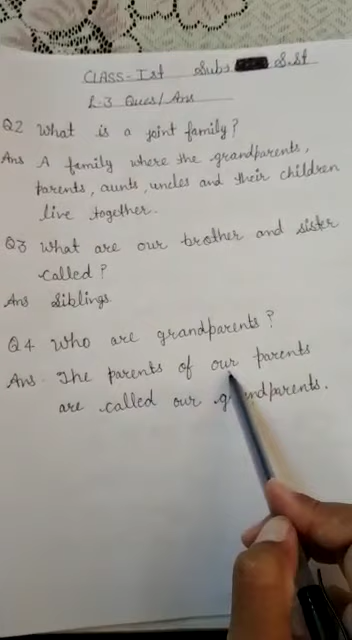 CLASS-Ist Sub:- S.St
L-3 Ques/Ans
Q2 What is a joint family?
Ans A family where the grandparents,
parents, aunts, uncles and their children
live together.
Q3 What are our brother and sister
called?
Ans Siblings
Q4 Who are grandparents?
Ans. The parents of our parents
are called our grandparents.